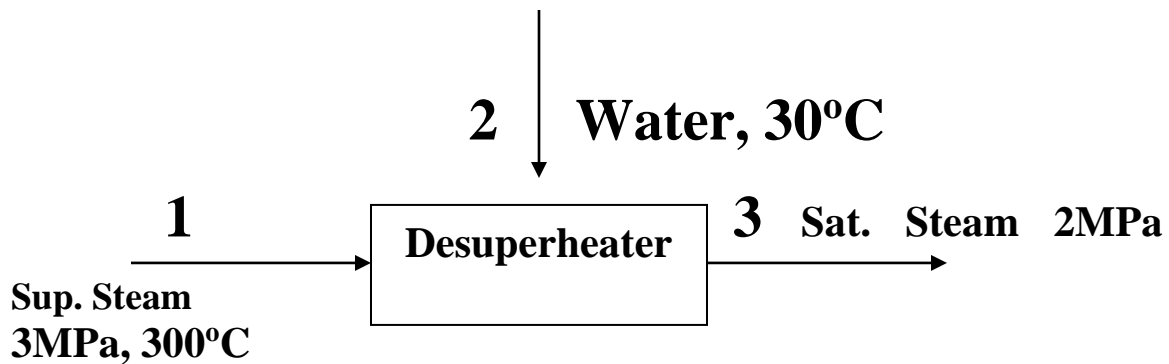 2 Water, 30ºC
1
3 Sat. Steam 2MPa
Desuperheater
Sup. Steam
3MPa, 300ºC